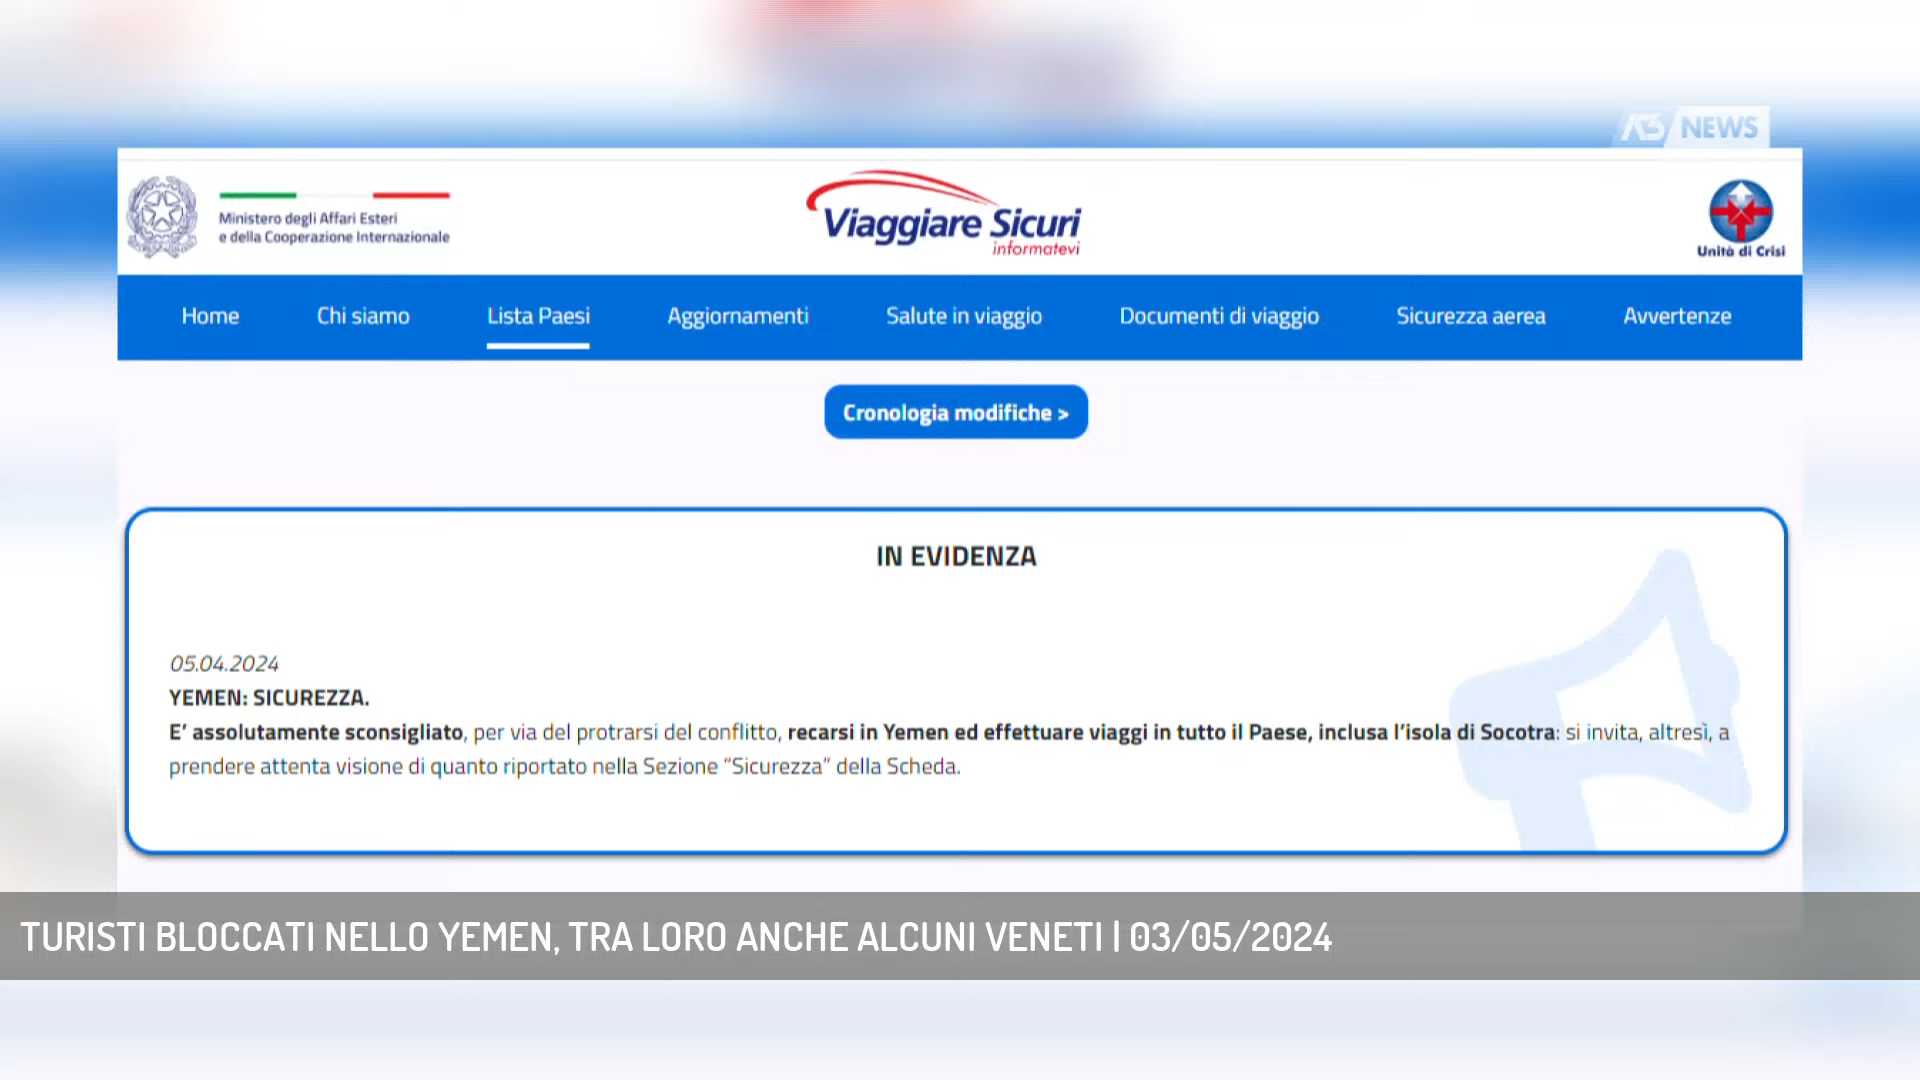 A3 NEWS
Ministero degli Affari Esteri
e della Cooperazione Internazionale
Viaggiare Sicuri
informatevi
Unità di Crisi
Home Chi siamo Lista Paesi Aggiornamenti Salute in viaggio Documenti di viaggio Sicurezza aerea Avvertenze
Cronologia modifiche >
IN EVIDENZA
05.04.2024
YEMEN: SICUREZZA.
E’ assolutamente sconsigliato, per via del protrarsi del conflitto, recarsi in Yemen ed effettuare viaggi in tutto il Paese, inclusa l’isola di Socotra: si invita, altresì, a
prendere attenta visione di quanto riportato nella Sezione “Sicurezza” della Scheda.
TURISTI BLOCCATI NELLO YEMEN, TRA LORO ANCHE ALCUNI VENETI | 03/05/2024